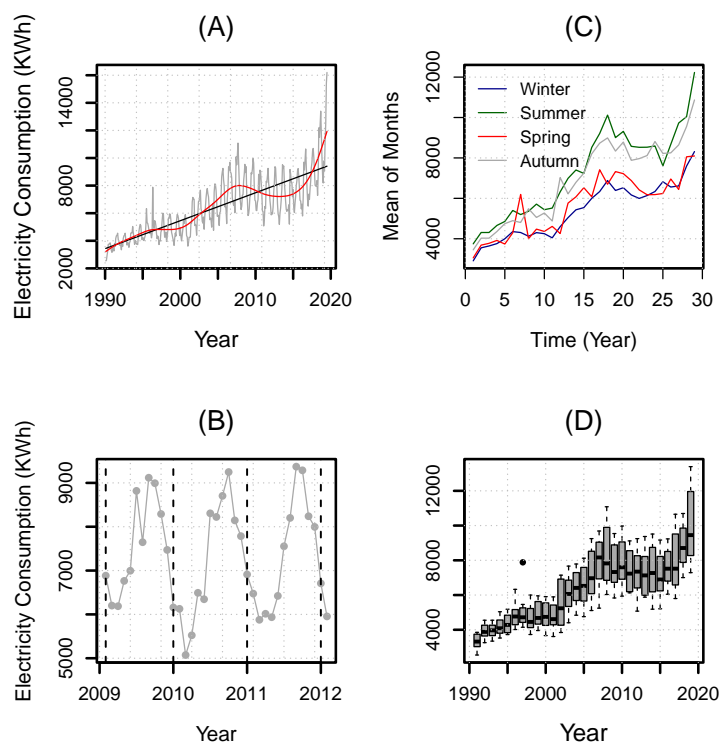 (A)
Electricity Consumption (KWh)
2000
8000
14000
1990
2000
2010
2020
Year
(C)
Mean of Months
4000
8000
12000
Winter
Summer
Spring
Autumn
0
5
10
15
20
25
30
Time (Year)
(B)
Electricity Consumption (KWh)
5000
7000
9000
2009
2010
2011
2012
Year
(D)
4000
8000
12000
1990
2000
2010
2020
Year